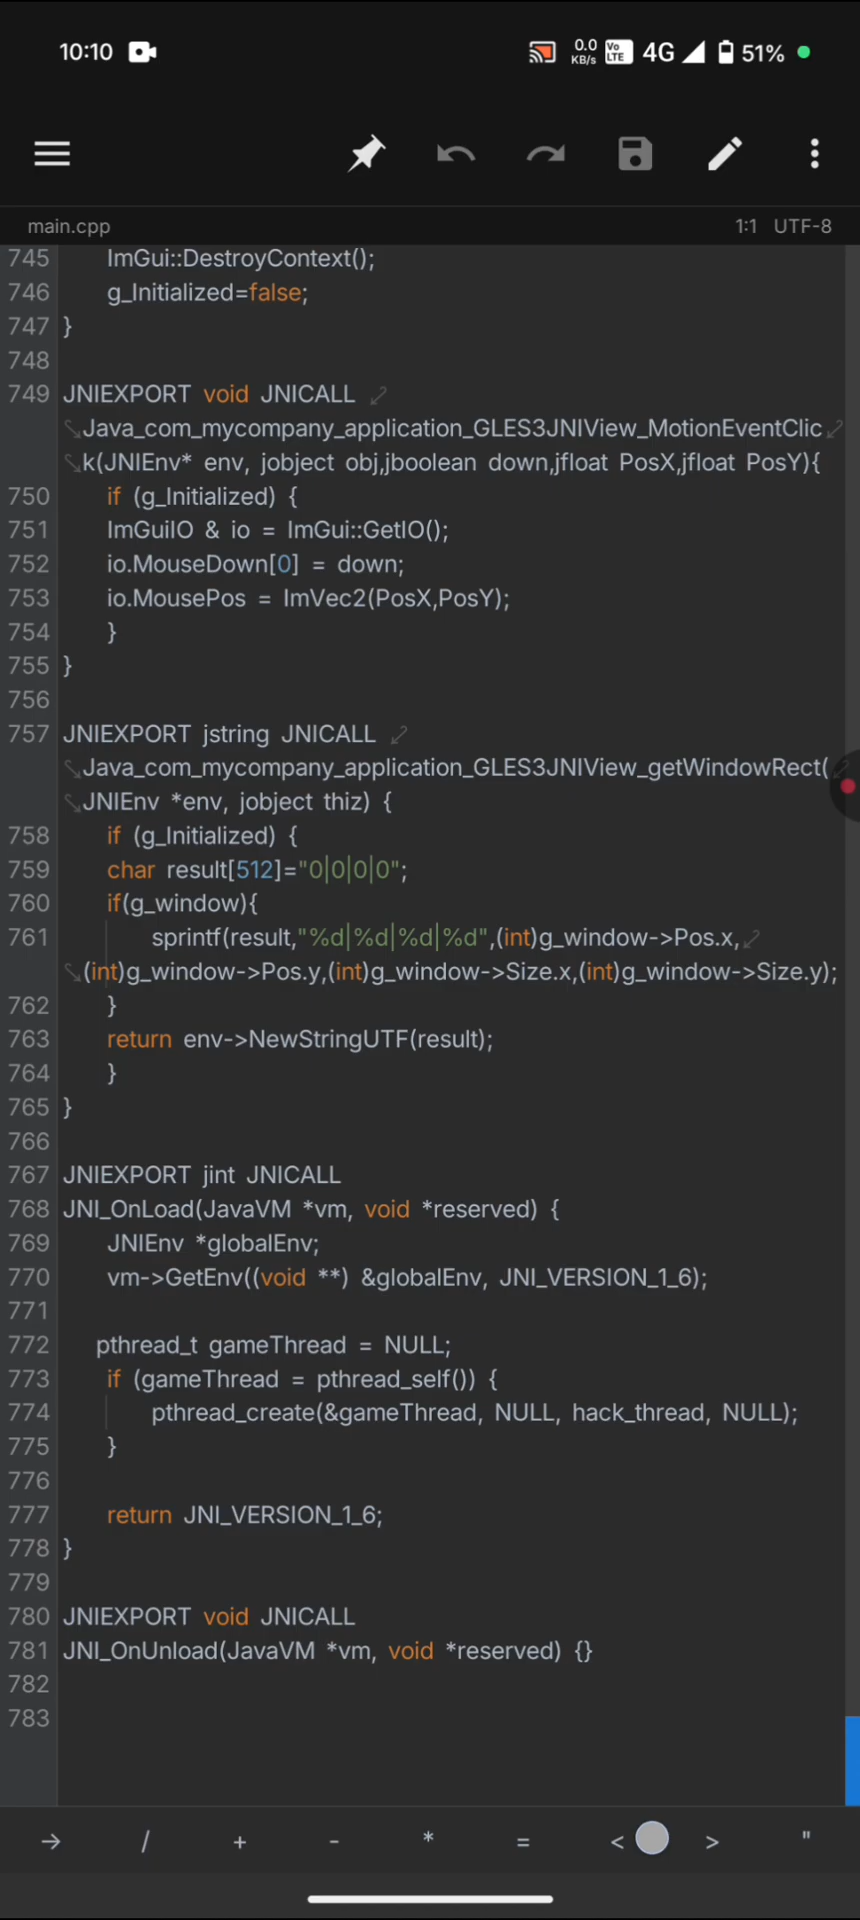 10:10 0.0 KB/s Vo LTE 4G 51%
main.cpp 1:1 UTF-8
745 ImGui::DestroyContext();
746 g_Initialized=false;
747 }
748
749 JNIEXPORT void JNICALL
Java_com_mycompany_application_GLES3JNIView_MotionEventClic
k(JNIEnv* env, jobject obj,jboolean down,jfloat PosX,jfloat PosY){
750 if (g_Initialized) {
751 ImGuiIO & io = ImGui::GetIO();
752 io.MouseDown[0] = down;
753 io.MousePos = ImVec2(PosX,PosY);
754 }
755 }
756
757 JNIEXPORT jstring JNICALL
Java_com_mycompany_application_GLES3JNIView_getWindowRect(
JNIEnv *env, jobject thiz) {
758 if (g_Initialized) {
759 char result[512]="0|0|0|0";
760 if(g_window){
761 sprintf(result,"%d|%d|%d|%d",(int)g_window->Pos.x,
(int)g_window->Pos.y,(int)g_window->Size.x,(int)g_window->Size.y);
762 }
763 return env->NewStringUTF(result);
764 }
765 }
766
767 JNIEXPORT jint JNICALL
768 JNI_OnLoad(JavaVM *vm, void *reserved) {
769 JNIEnv *globalEnv;
770 vm->GetEnv((void **) &globalEnv, JNI_VERSION_1_6);
771
772 pthread_t gameThread = NULL;
773 if (gameThread = pthread_self()) {
774 pthread_create(&gameThread, NULL, hack_thread, NULL);
775 }
776
777 return JNI_VERSION_1_6;
778 }
779
780 JNIEXPORT void JNICALL
781 JNI_OnUnload(JavaVM *vm, void *reserved) {}
782
783
→ / + - * = < > "